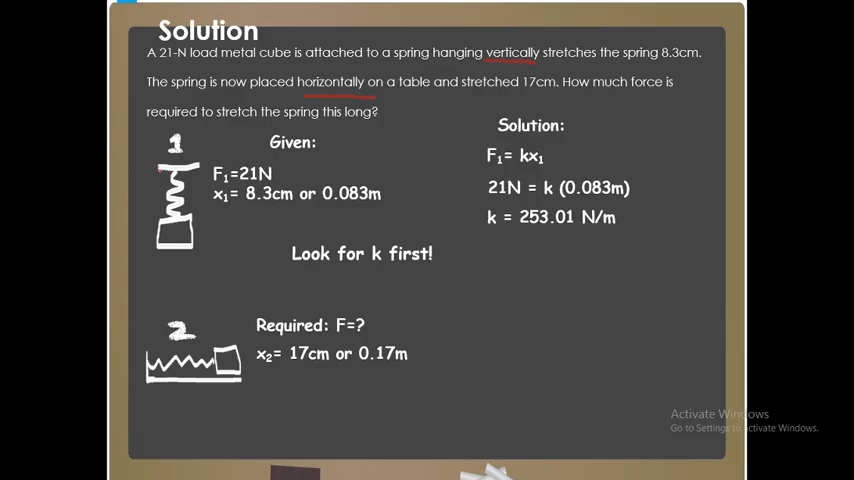 Solution
A 21-N load metal cube is attached to a spring hanging vertically stretches the spring 8.3cm.
The spring is now placed horizontally on a table and stretched 17cm. How much force is
required to stretch the spring this long?
1
Given:
F₁=21N
x₁= 8.3cm or 0.083m
Look for k first!
Solution:
F₁= kx₁
21N = k (0.083m)
k = 253.01 N/m
2
Required: F=?
x₂= 17cm or 0.17m
Activate Windows
Go to Settings to Activate Windows.